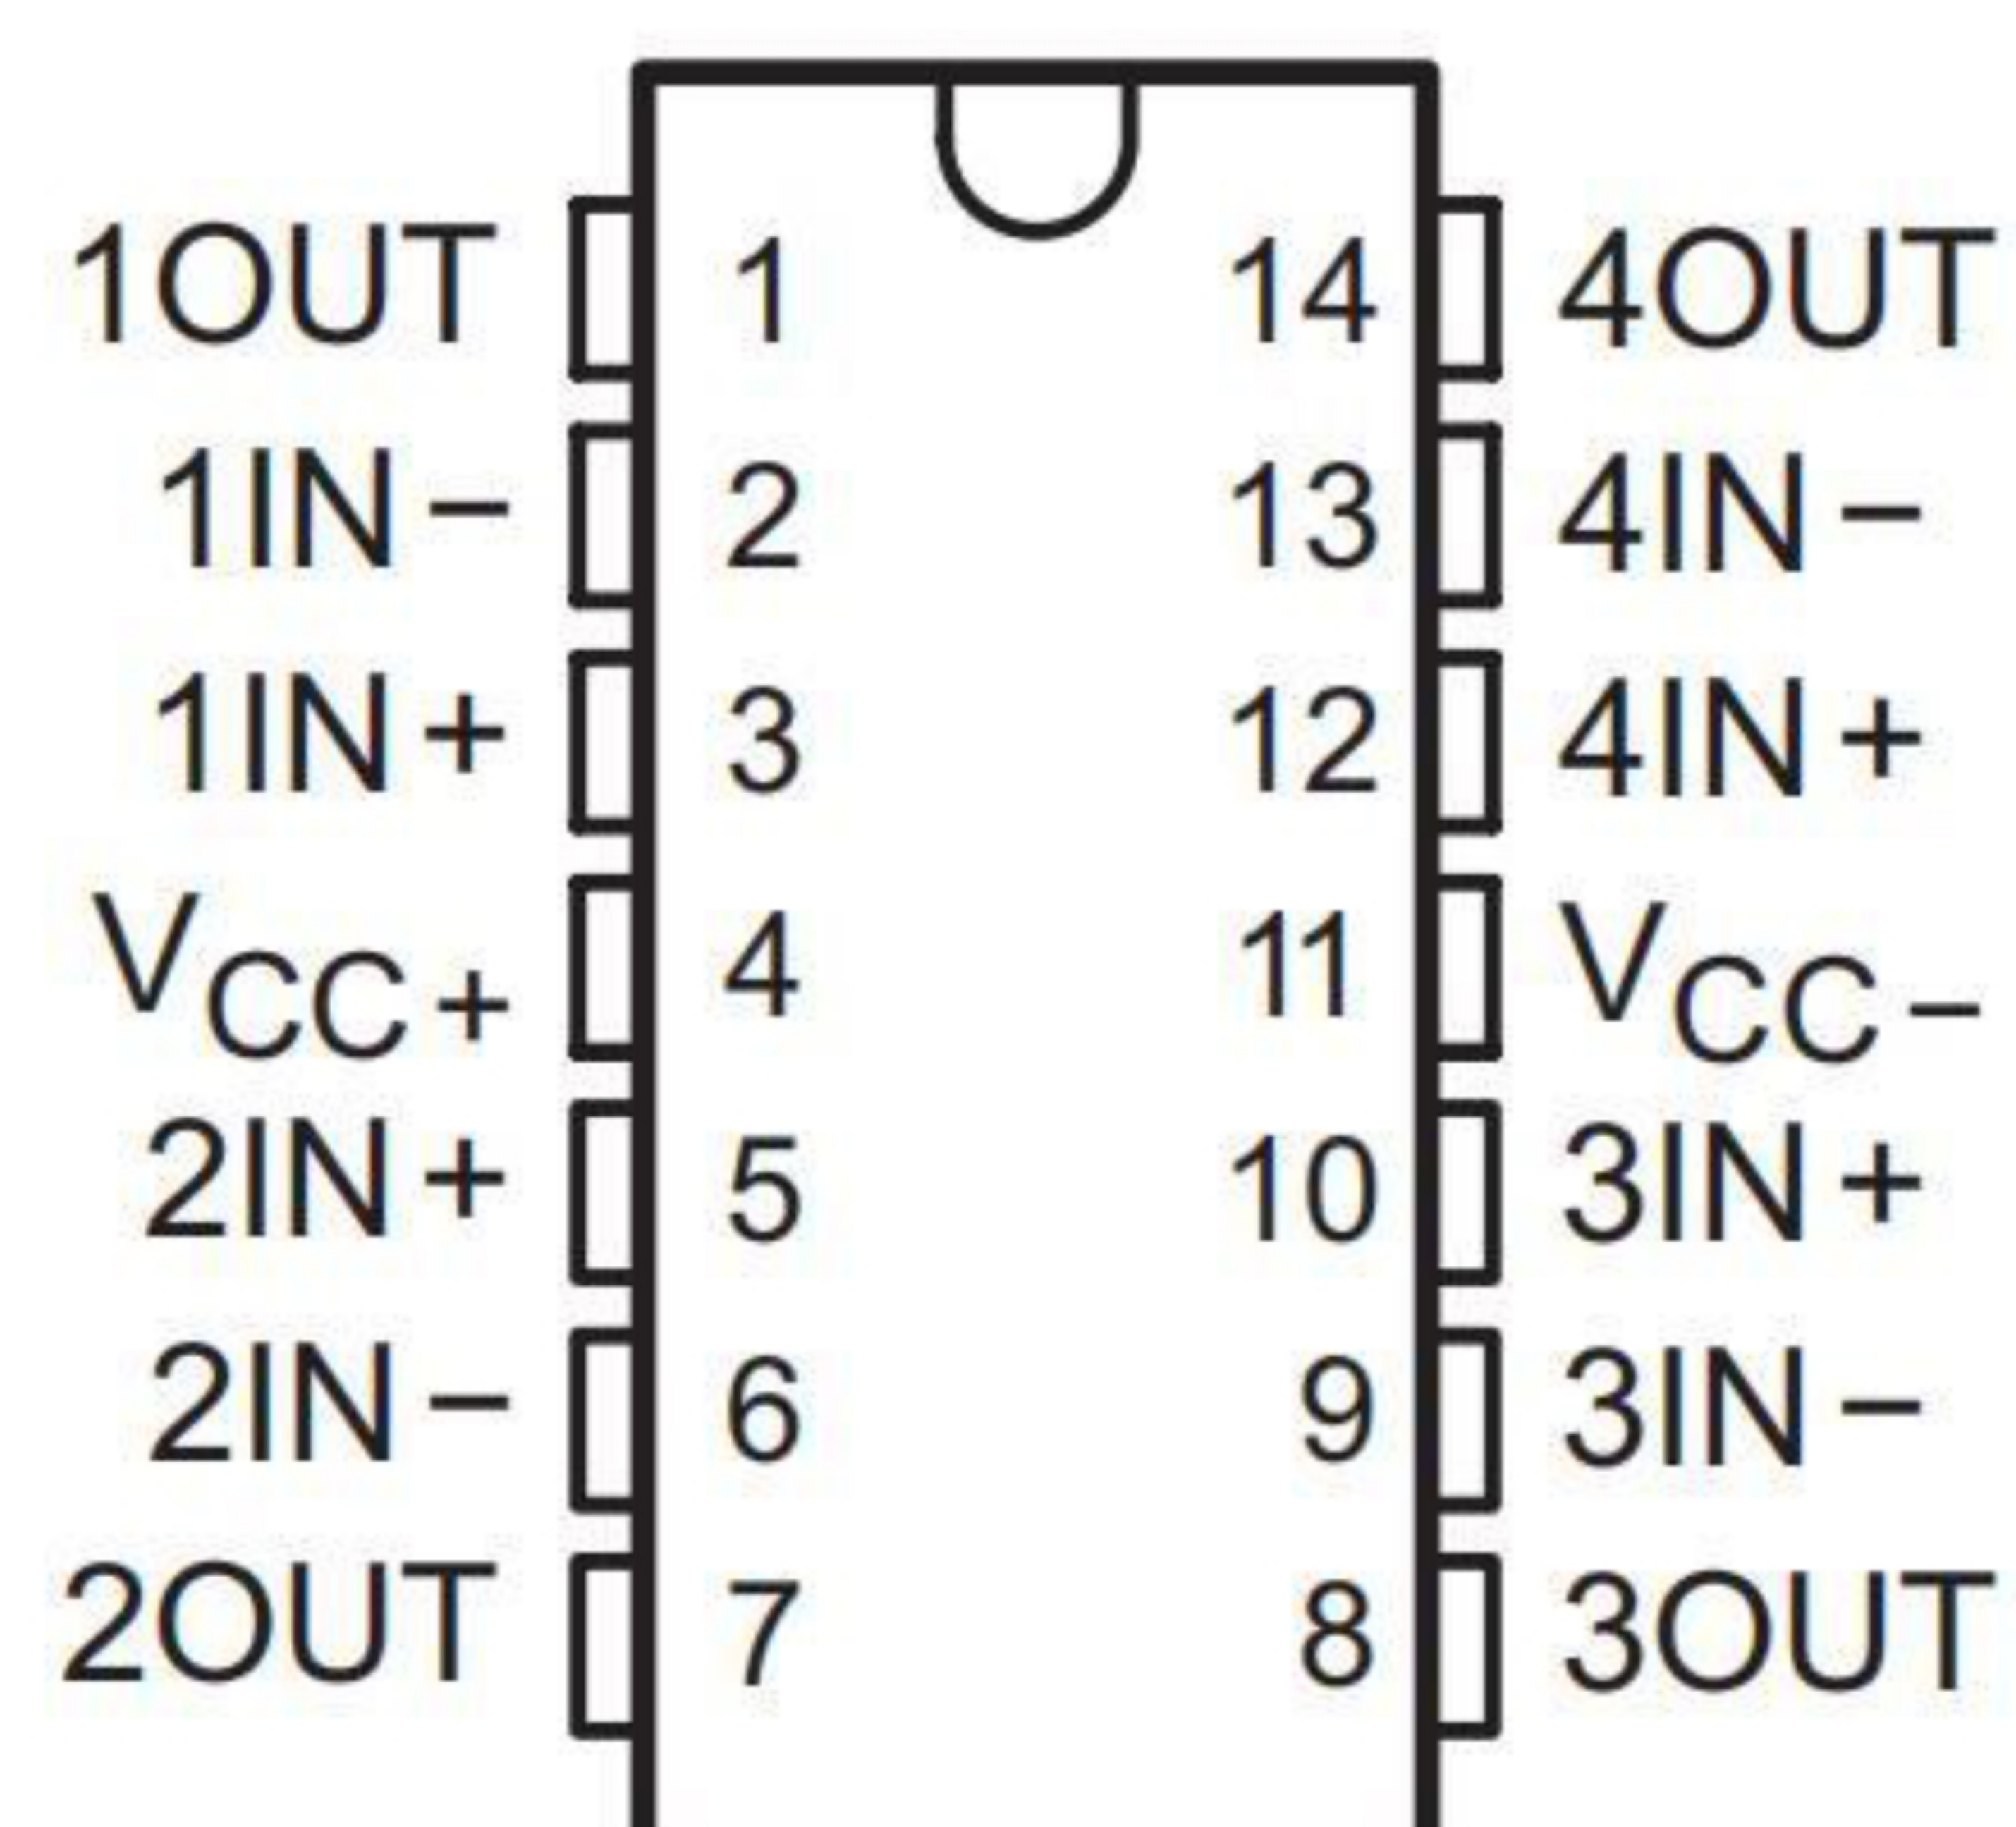 1OUT 1 14 4OUT
1IN− 2 13 4IN−
1IN+ 3 12 4IN+
VCC+ 4 11 VCC−
2IN+ 5 10 3IN+
2IN− 6 9 3IN−
2OUT 7 8 3OUT